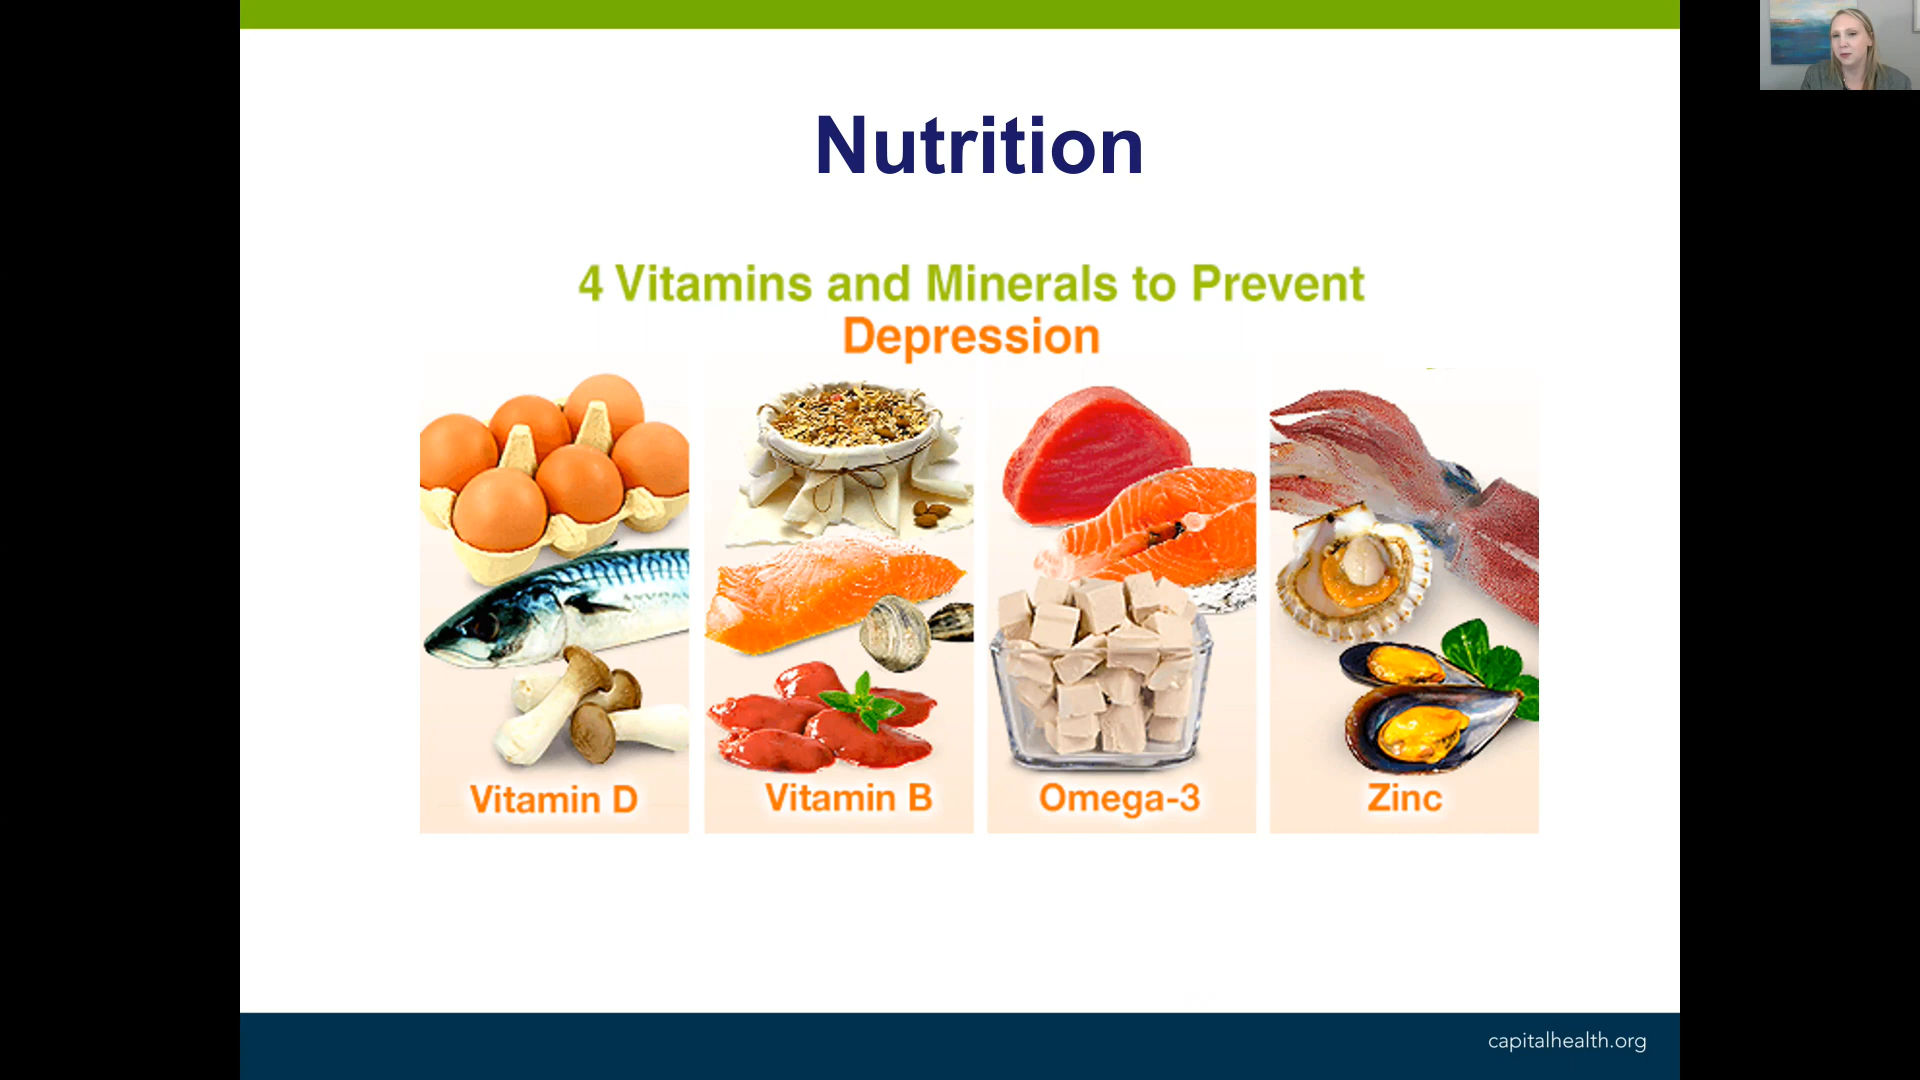 Nutrition
4 Vitamins and Minerals to Prevent
Depression
Vitamin D
Vitamin B
Omega-3
Zinc
capitalhealth.org